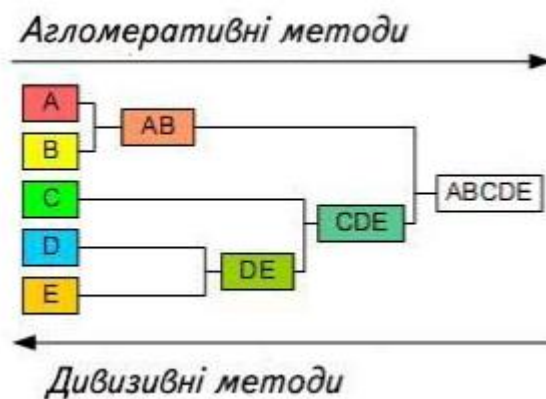 Агломеративні методи
A
AB
B
C
ABCDE
CDE
D
DE
E
Дивизивні методи